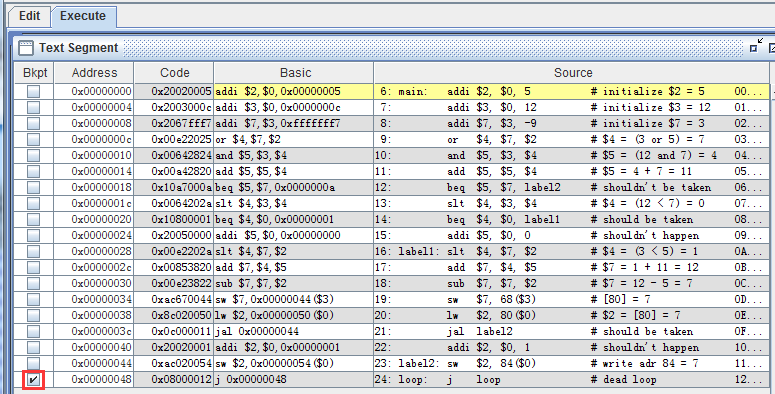 Edit Execute
Text Segment
Bkpt Address Code Basic Source
0x00000000 0x20020005 addi $2,$0,0x00000005 6: main: addi $2, $0, 5 # initialize $2 = 5 00...
0x00000004 0x2003000c addi $3,$0,0x0000000c 7: addi $3, $0, 12 # initialize $3 = 12 01...
0x00000008 0x2067fff7 addi $7,$3,0xfffffff7 8: addi $7, $3, -9 # initialize $7 = 3 02...
0x0000000c 0x00e22025 or $4,$7,$2 9: or $4, $7, $2 # $4 = (3 or 5) = 7 03...
0x00000010 0x00642824 and $5,$3,$4 10: and $5, $3, $4 # $5 = (12 and 7) = 4 04...
0x00000014 0x00a42820 add $5,$5,$4 11: add $5, $5, $4 # $5 = 4 + 7 = 11 05...
0x00000018 0x10a7000a beq $5,$7,0x0000000a 12: beq $5, $7, label2 # shouldn't be taken 06...
0x0000001c 0x0064202a slt $4,$3,$4 13: slt $4, $3, $4 # $4 = (12 < 7) = 0 07...
0x00000020 0x10800001 beq $4,$0,0x00000001 14: beq $4, $0, label1 # should be taken 08...
0x00000024 0x20050000 addi $5,$0,0x00000000 15: addi $5, $0, 0 # shouldn't happen 09...
0x00000028 0x00e2202a slt $4,$7,$2 16: label1: slt $4, $7, $2 # $4 = (3 < 5) = 1 0A...
0x0000002c 0x00853820 add $7,$4,$5 17: add $7, $4, $5 # $7 = 1 + 11 = 12 0B...
0x00000030 0x00e23822 sub $7,$7,$2 18: sub $7, $7, $2 # $7 = 12 - 5 = 7 0C...
0x00000034 0xac670044 sw $7,0x00000044($3) 19: sw $7, 68($3) # [80] = 7 0D...
0x00000038 0x8c020050 lw $2,0x00000050($0) 20: lw $2, 80($0) # $2 = [80] = 7 0E...
0x0000003c 0x0c000011 jal 0x00000044 21: jal label2 # should be taken 0F...
0x00000040 0x20020001 addi $2,$0,0x00000001 22: addi $2, $0, 1 # shouldn't happen 10...
0x00000044 0xac020054 sw $2,0x00000054($0) 23: label2: sw $2, 84($0) # write adr 84 = 7 11...
0x00000048 0x08000012 j 0x00000048 24: loop: j loop # dead loop 12...